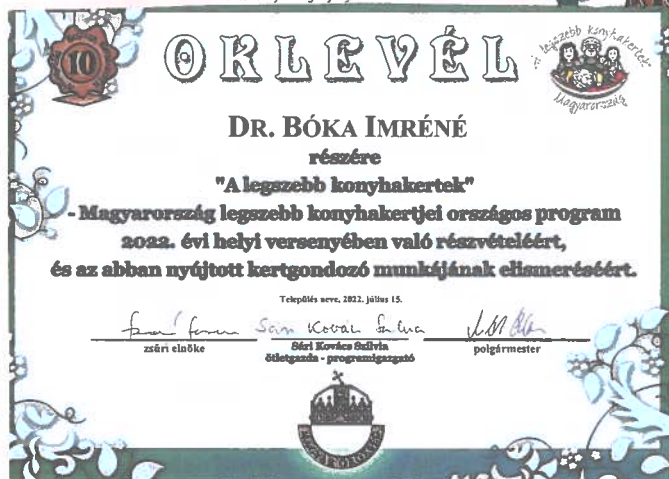 10
OKLEVÉL
"A legszebb konyhakertek"
Magyarország
DR. BÓKA IMRÉNÉ
részére
"A legszebb konyhakertek"
- Magyarország legszebb konyhakertjei országos program
2022. évi helyi versenyében való részvételéért,
és az abban nyújtott kertgondozó munkájának elismeréséért.
Település neve, 2022. július 15.
Sári Kovács Szilvia
zsűri elnöke
Sári Kovács Szilvia
ötletgazda - programigazgató
polgármester